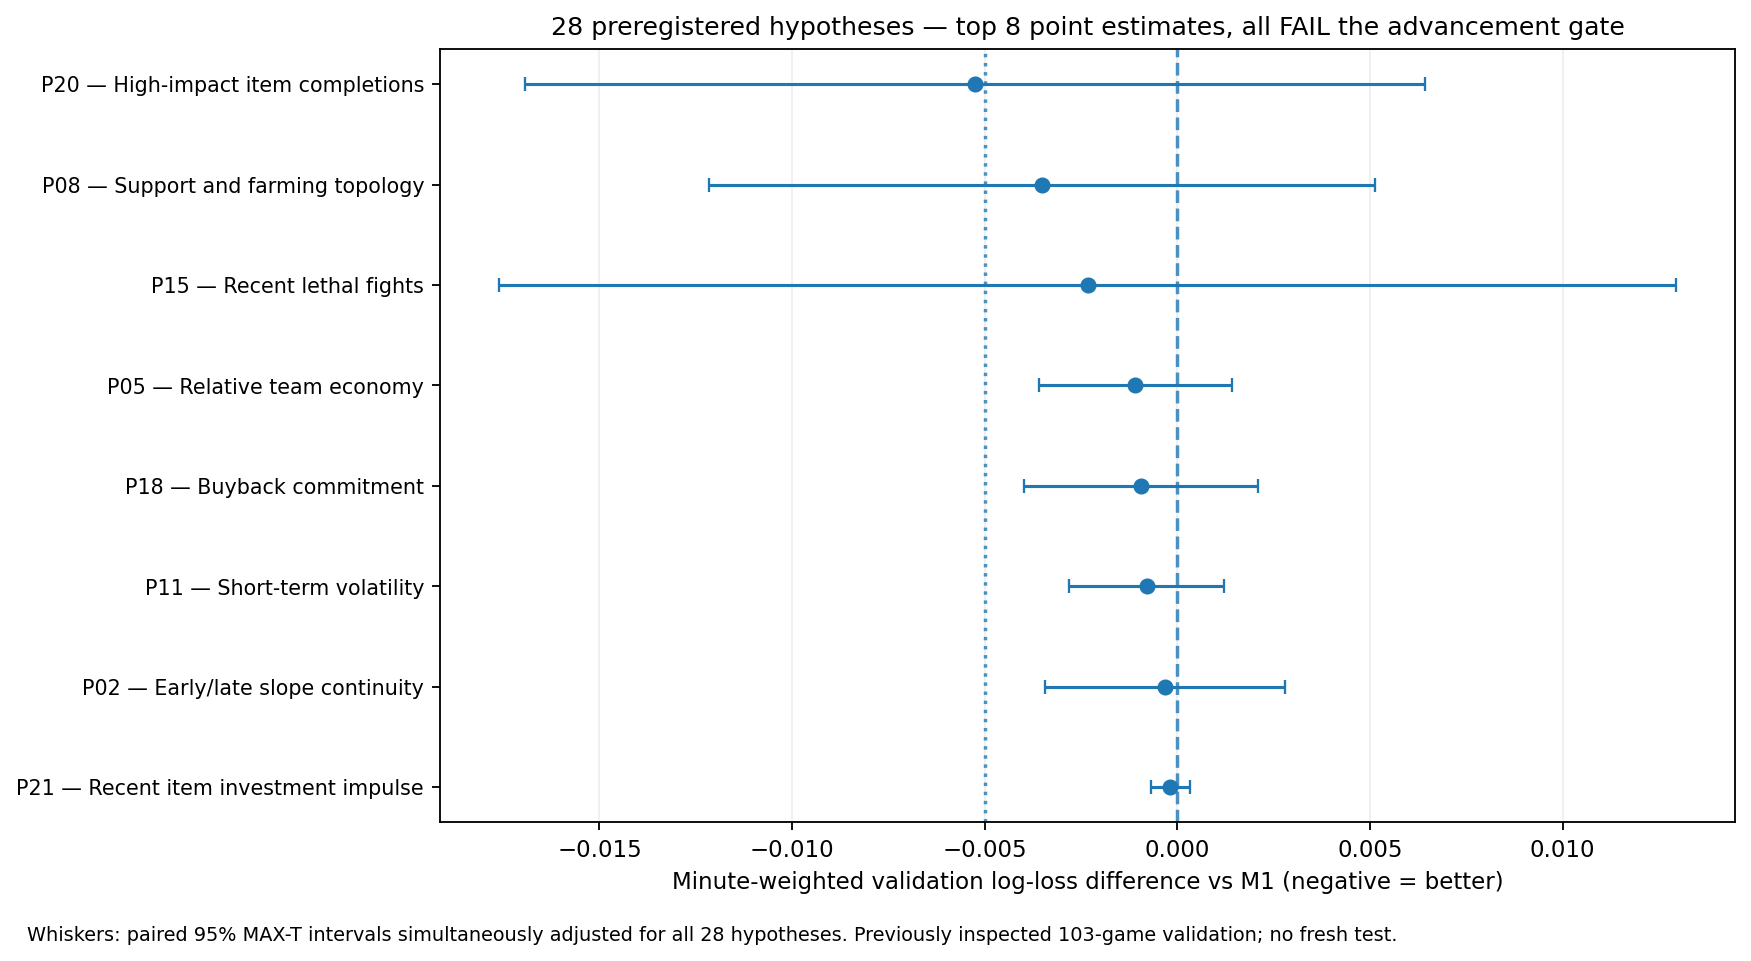 28 preregistered hypotheses — top 8 point estimates, all FAIL the advancement gate
P20 — High-impact item completions
P08 — Support and farming topology
P15 — Recent lethal fights
P05 — Relative team economy
P18 — Buyback commitment
P11 — Short-term volatility
P02 — Early/late slope continuity
P21 — Recent item investment impulse
−0.015 −0.010 −0.005 0.000 0.005 0.010
Minute-weighted validation log-loss difference vs M1 (negative = better)
Whiskers: paired 95% MAX-T intervals simultaneously adjusted for all 28 hypotheses. Previously inspected 103-game validation; no fresh test.